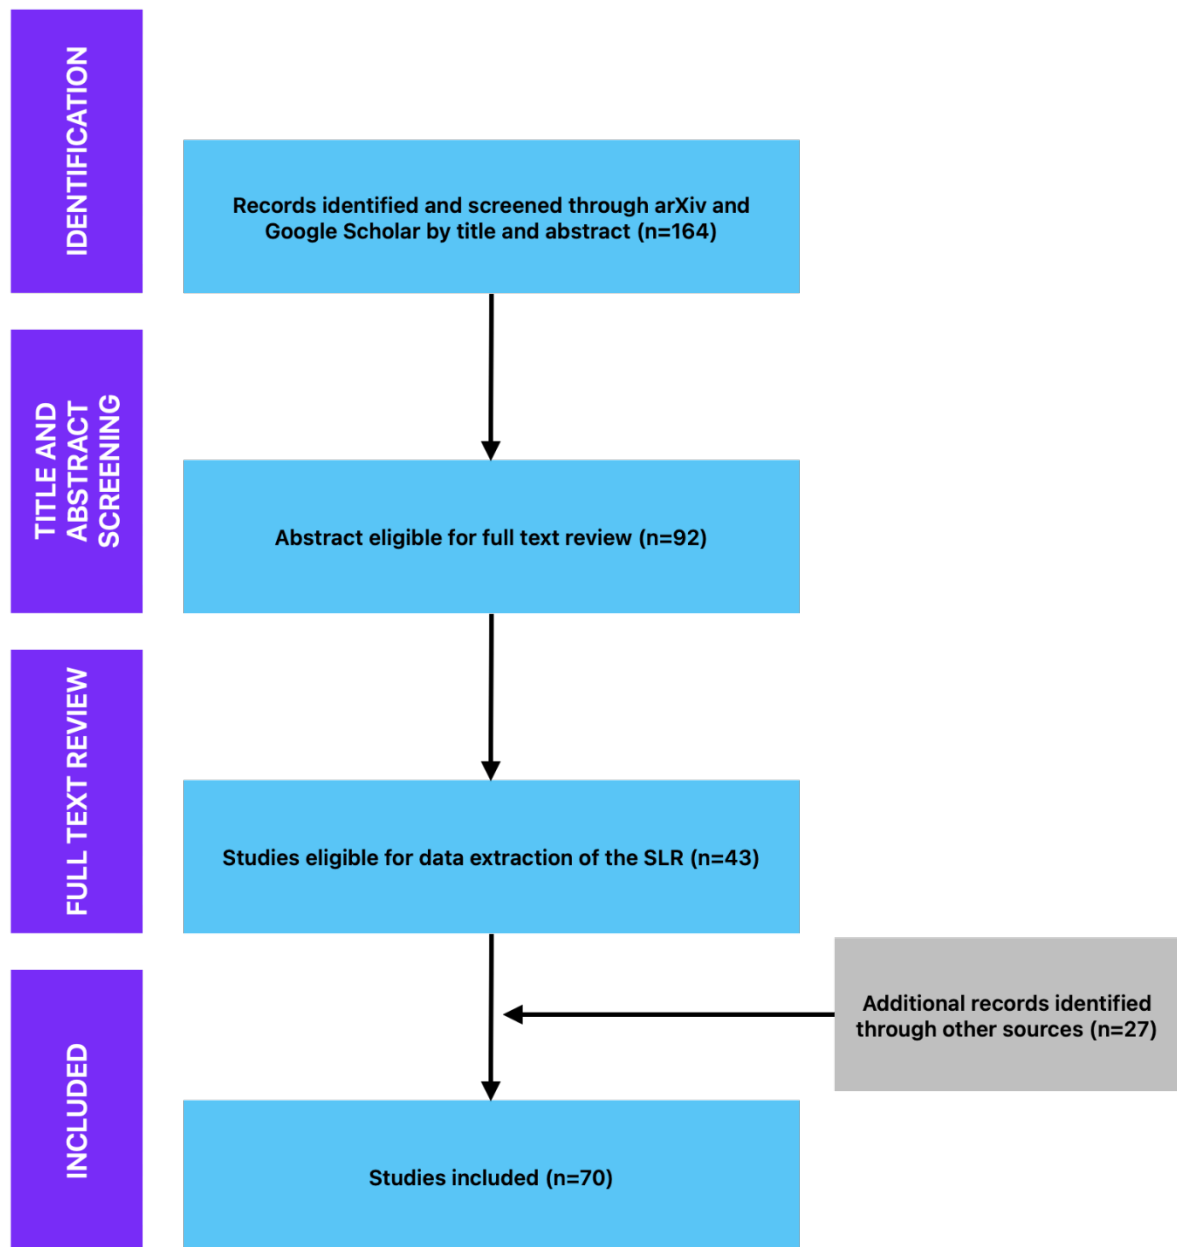 IDENTIFICATION
Records identified and screened through arXiv and
Google Scholar by title and abstract (n=164)
TITLE AND
ABSTRACT
SCREENING
Abstract eligible for full text review (n=92)
FULL TEXT REVIEW
Studies eligible for data extraction of the SLR (n=43)
Additional records identified
through other sources (n=27)
INCLUDED
Studies included (n=70)